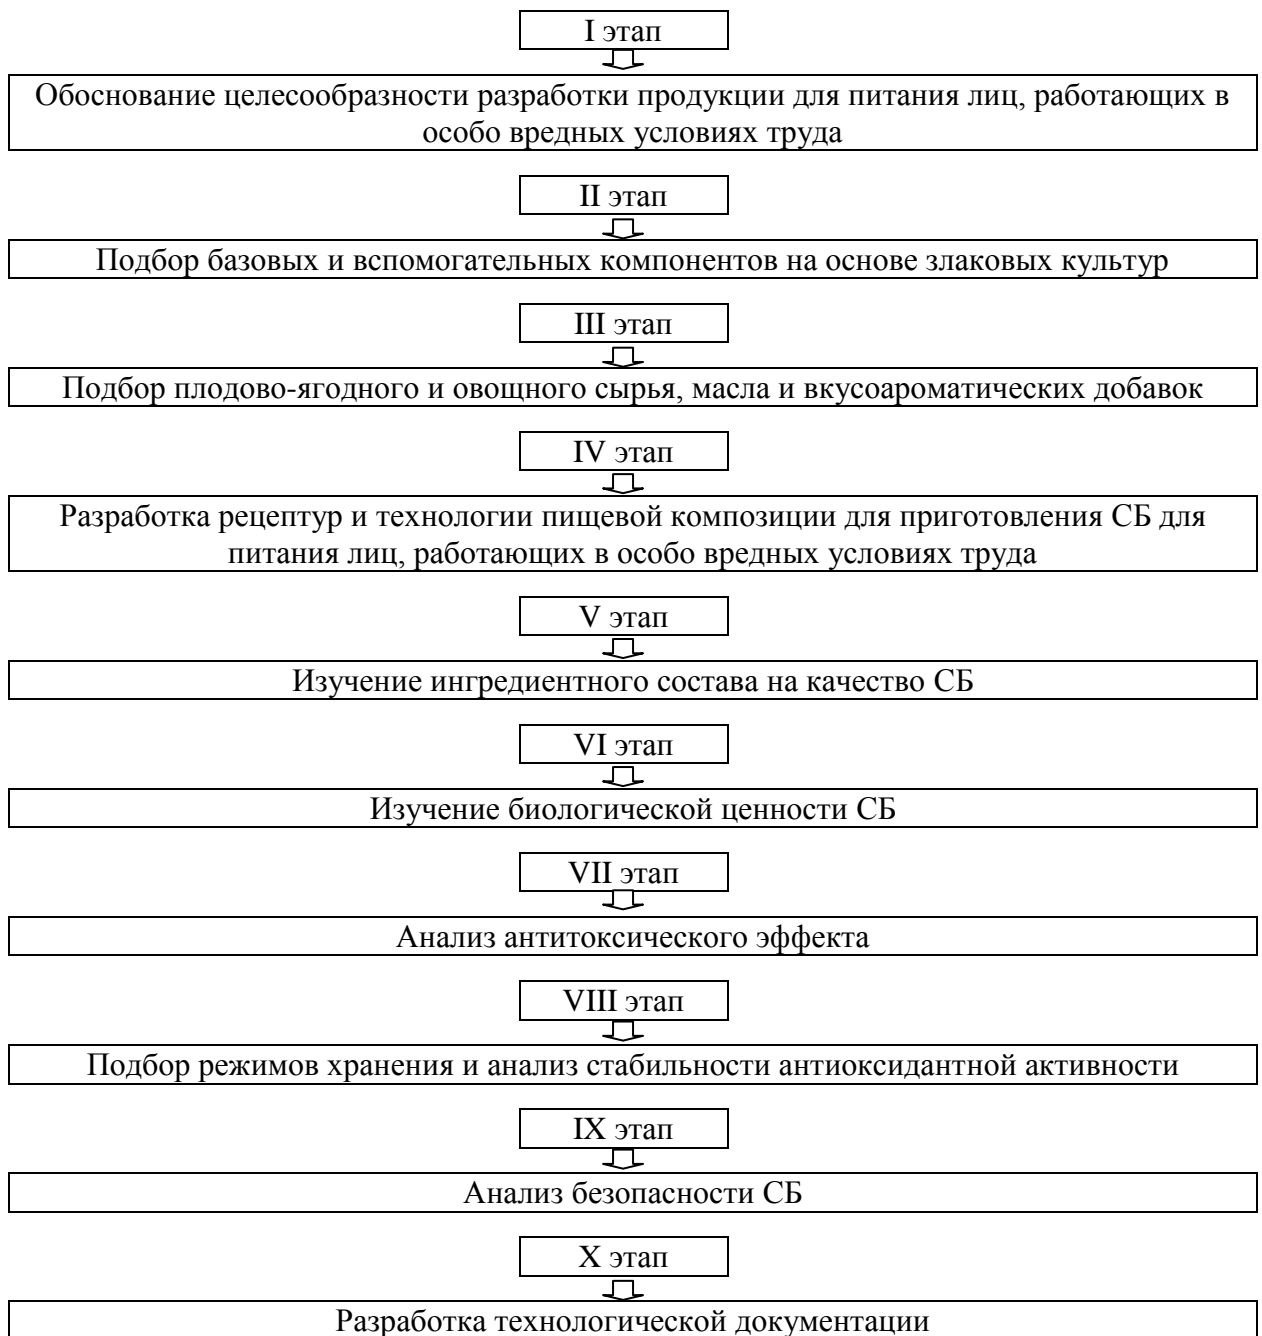 I этап
Обоснование целесообразности разработки продукции для питания лиц, работающих в
особо вредных условиях труда
II этап
Подбор базовых и вспомогательных компонентов на основе злаковых культур
III этап
Подбор плодово-ягодного и овощного сырья, масла и вкусоароматических добавок
IV этап
Разработка рецептур и технологии пищевой композиции для приготовления СБ для
питания лиц, работающих в особо вредных условиях труда
V этап
Изучение ингредиентного состава на качество СБ
VI этап
Изучение биологической ценности СБ
VII этап
Анализ антитоксического эффекта
VIII этап
Подбор режимов хранения и анализ стабильности антиоксидантной активности
IX этап
Анализ безопасности СБ
X этап
Разработка технологической документации